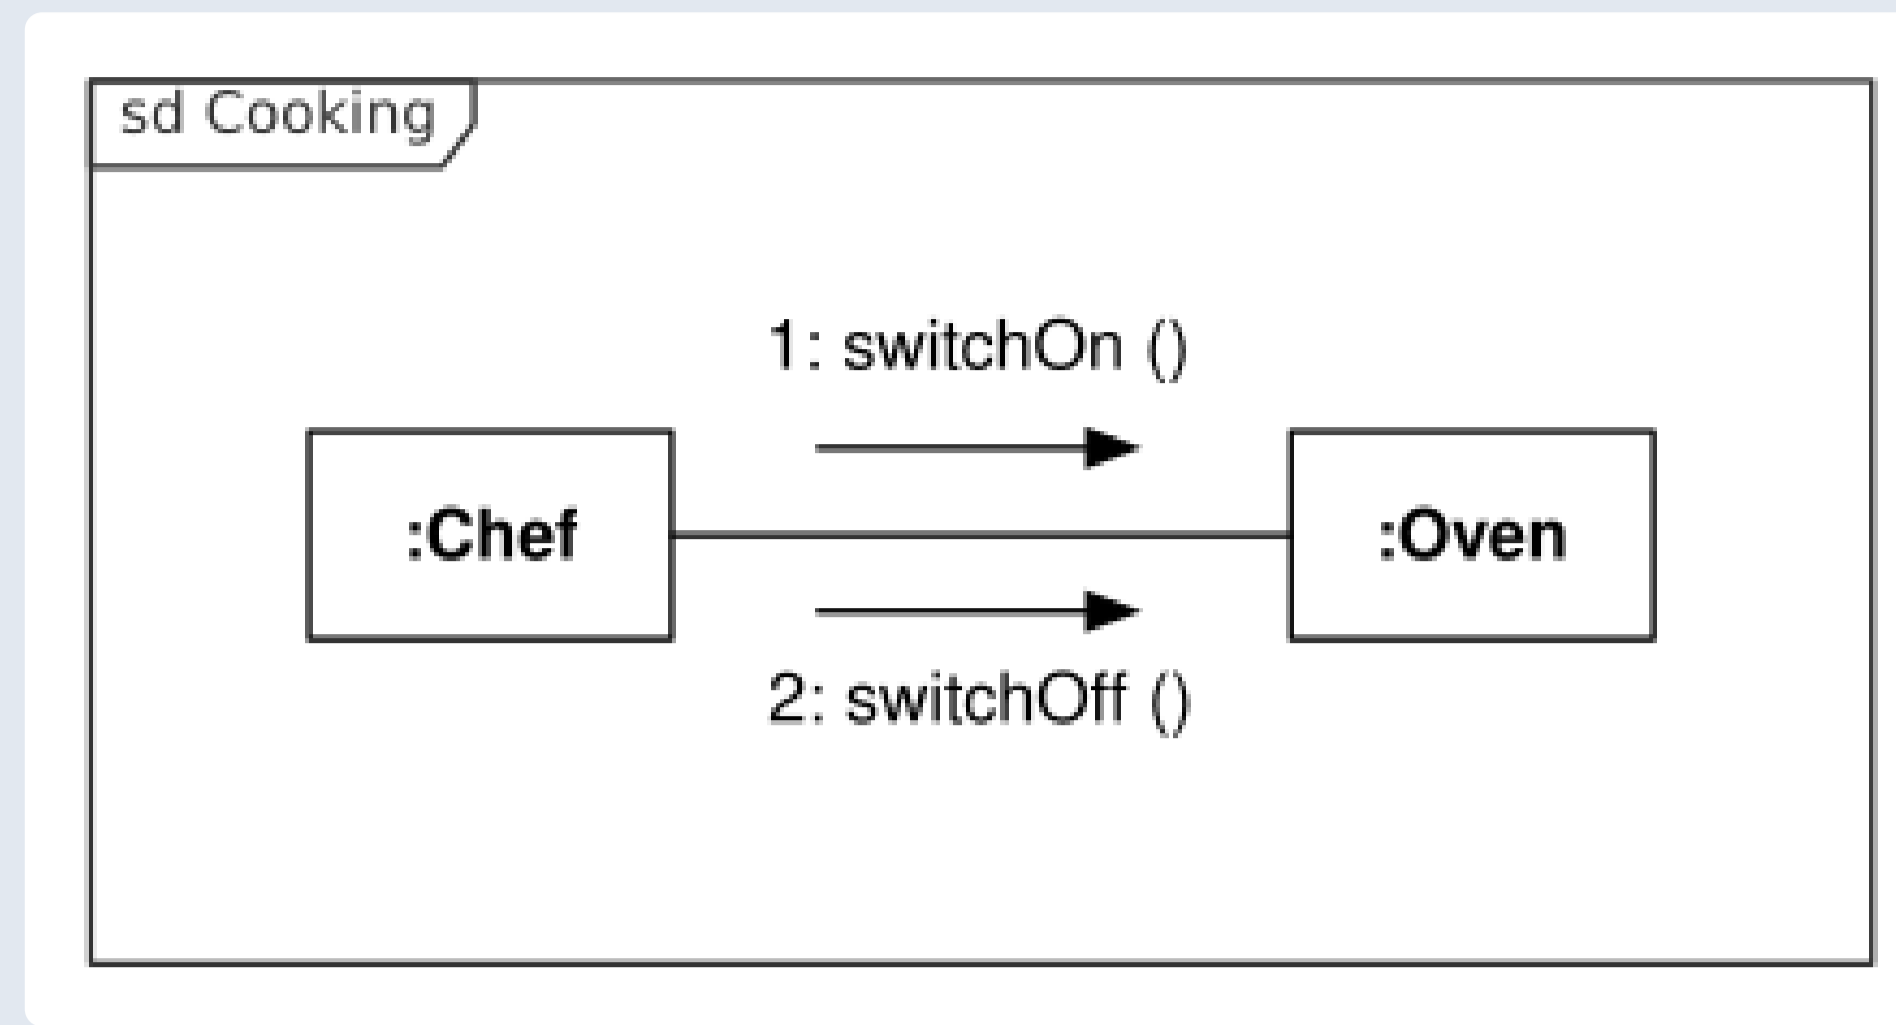 sd Cooking
1: switchOn ()
:Chef
:Oven
2: switchOff ()